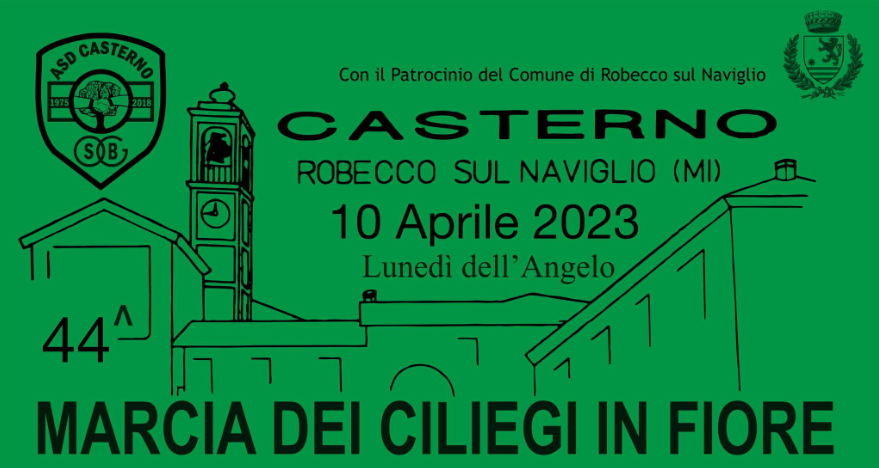 ASD CASTERNO
1975 2018
SGB
Con il Patrocinio del Comune di Robecco sul Naviglio
CASTERNO
ROBECCO SUL NAVIGLIO (MI)
10 Aprile 2023
Lunedì dell’Angelo
44^
MARCIA DEI CILIEGI IN FIORE